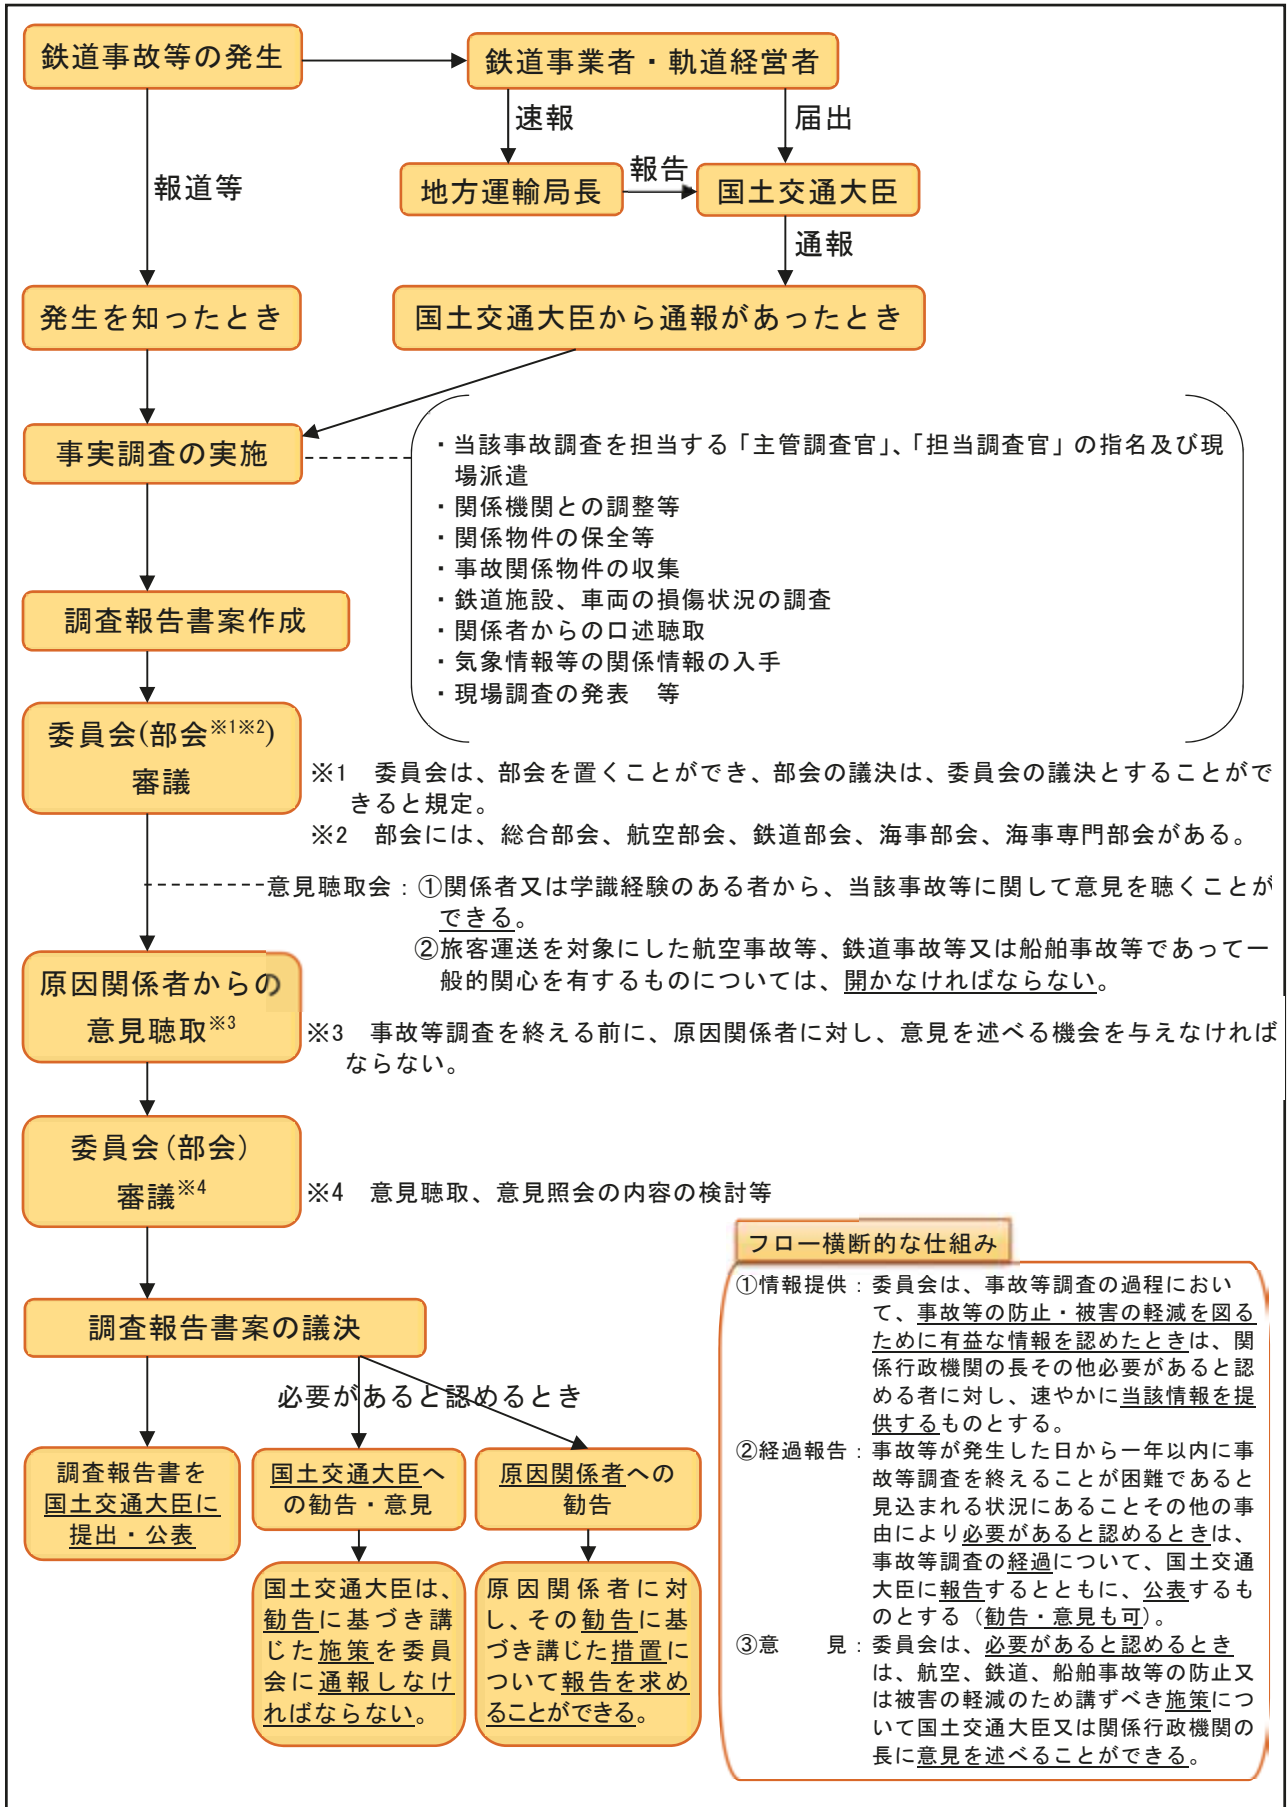 鉄道事故等の発生
鉄道事業者・軌道経営者
速報
届出
報道等
地方運輸局長
報告
国土交通大臣
通報
発生を知ったとき
国土交通大臣から通報があったとき
事実調査の実施
・当該事故調査を担当する「主管調査官」、「担当調査官」の指名及び現
場派遣
・関係機関との調整等
・関係物件の保全等
・事故関係物件の収集
・鉄道施設、車両の損傷状況の調査
・関係者からの口述聴取
・気象情報等の関係情報の入手
・現場調査の発表　等
調査報告書案作成
委員会(部会※1※2)
審議
※1　委員会は、部会を置くことができ、部会の議決は、委員会の議決とすることがで
きると規定。
※2　部会には、総合部会、航空部会、鉄道部会、海事部会、海事専門部会がある。
意見聴取会：①関係者又は学識経験のある者から、当該事故等に関して意見を聴くことが
できる。
②旅客運送を対象にした航空事故等、鉄道事故等又は船舶事故等であって一
般的関心を有するものについては、開かなければならない。
原因関係者からの
意見聴取※3
※3　事故等調査を終える前に、原因関係者に対し、意見を述べる機会を与えなければ
ならない。
委員会(部会)
審議※4
※4　意見聴取、意見照会の内容の検討等
調査報告書案の議決
必要があると認めるとき
調査報告書を
国土交通大臣に
提出・公表
国土交通大臣へ
の勧告・意見
原因関係者への
勧告
国土交通大臣は、
勧告に基づき講
じた施策を委員
会に通報しなけ
ればならない。
原因関係者に対
し、その勧告に基
づき講じた措置に
ついて報告を求め
ることができる。
フロー横断的な仕組み
①情報提供：委員会は、事故等調査の過程におい
て、事故等の防止・被害の軽減を図る
ために有益な情報を認めたときは、関
係行政機関の長その他必要があると認
める者に対し、速やかに当該情報を提
供するものとする。
②経過報告：事故等が発生した日から一年以内に事
故等調査を終えることが困難であると
見込まれる状況にあることその他の事
由により必要があると認めるときは、
事故等調査の経過について、国土交通
大臣に報告するとともに、公表するも
のとする（勧告・意見も可）。
③意　　見：委員会は、必要があると認めるとき
は、航空、鉄道、船舶事故等の防止又
は被害の軽減のため講ずべき施策につ
いて国土交通大臣又は関係行政機関の
長に意見を述べることができる。